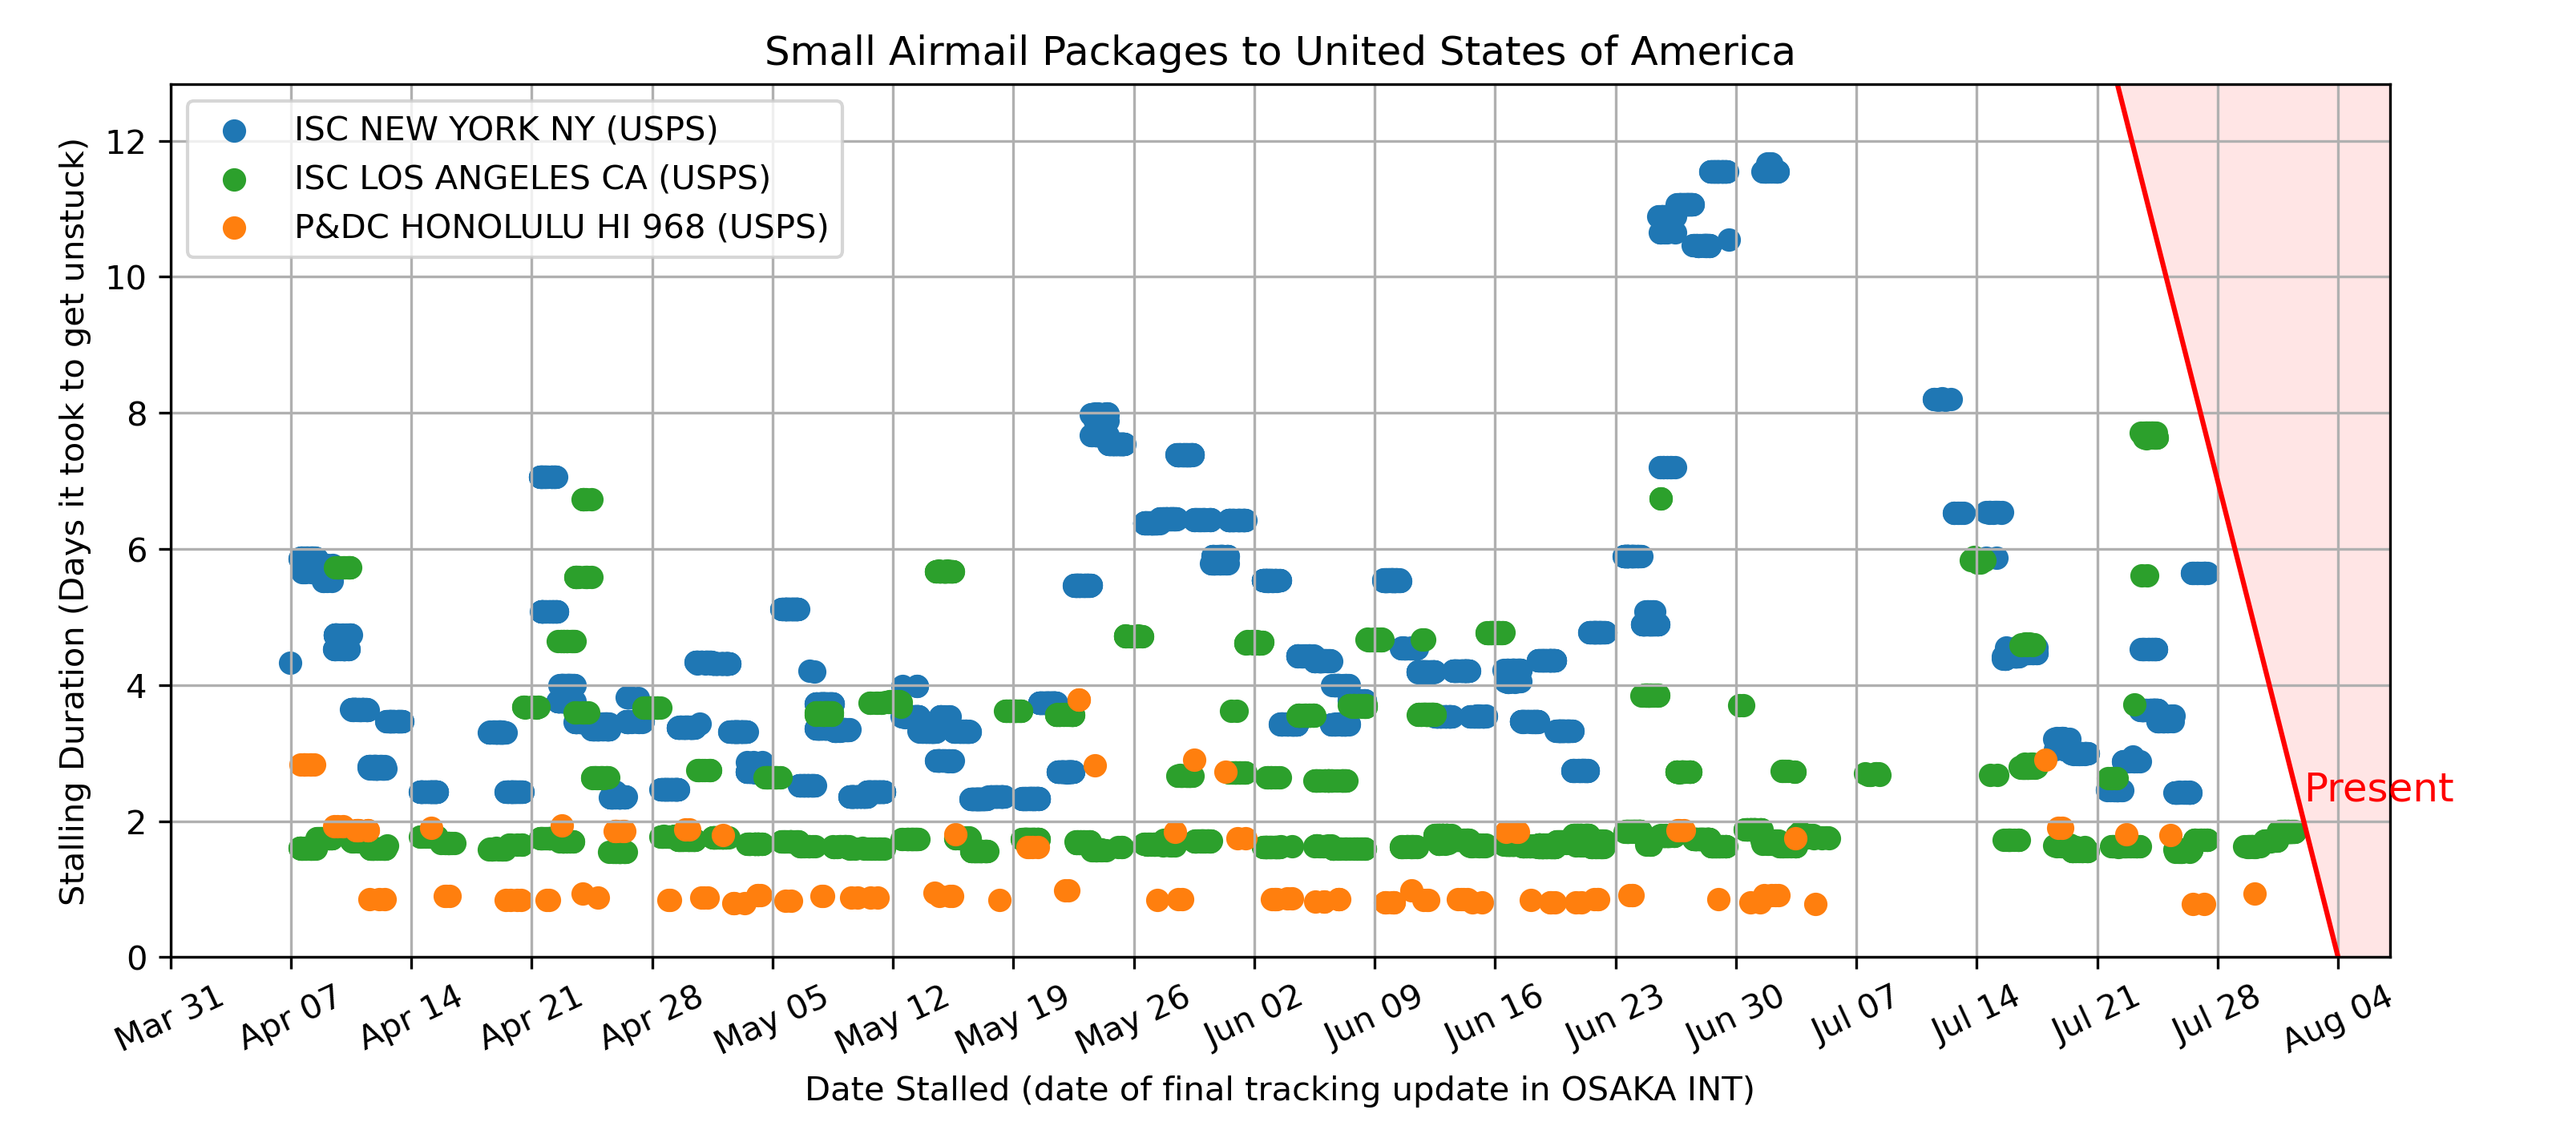 Small Airmail Packages to United States of America
ISC NEW YORK NY (USPS)
ISC LOS ANGELES CA (USPS)
P&DC HONOLULU HI 968 (USPS)
Stalling Duration (Days it took to get unstuck)
12
10
8
6
4
2
0
Present
Mar 31
Apr 07
Apr 14
Apr 21
Apr 28
May 05
May 12
May 19
May 26
Jun 02
Jun 09
Jun 16
Jun 23
Jun 30
Jul 07
Jul 14
Jul 21
Jul 28
Aug 04
Date Stalled (date of final tracking update in OSAKA INT)